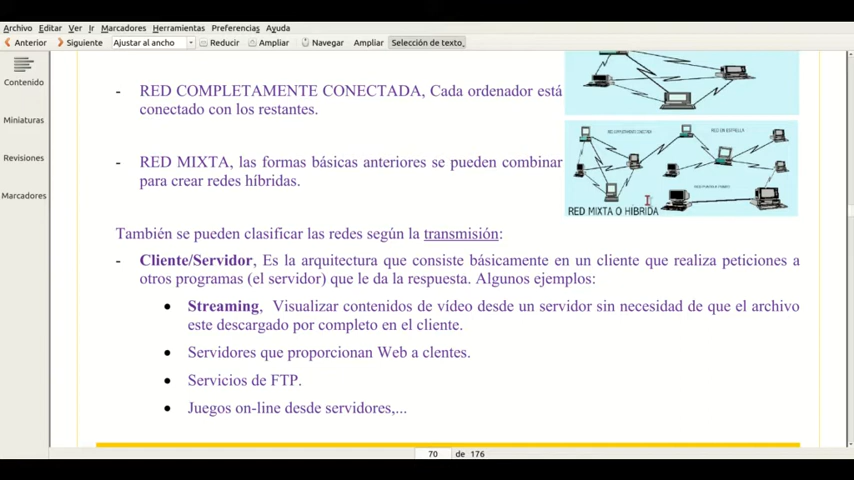 Archivo Editar Ver Ir Marcadores Herramientas Preferencias Ayuda
Anterior Siguiente Ajustar al ancho Reducir Ampliar Navegar Ampliar Selección de texto
Contenido
Miniaturas
Revisiones
Marcadores
- RED COMPLETAMENTE CONECTADA, Cada ordenador está
conectado con los restantes.
- RED MIXTA, las formas básicas anteriores se pueden combinar
para crear redes híbridas.
RED EN ESTRELLA
RED MIXTA O HÍBRIDA
También se pueden clasificar las redes según la transmisión:
- Cliente/Servidor, Es la arquitectura que consiste básicamente en un cliente que realiza peticiones a
otros programas (el servidor) que le da la respuesta. Algunos ejemplos:
• Streaming, Visualizar contenidos de vídeo desde un servidor sin necesidad de que el archivo
este descargado por completo en el cliente.
• Servidores que proporcionan Web a clentes.
• Servicios de FTP.
• Juegos on-line desde servidores,...
70 de 176